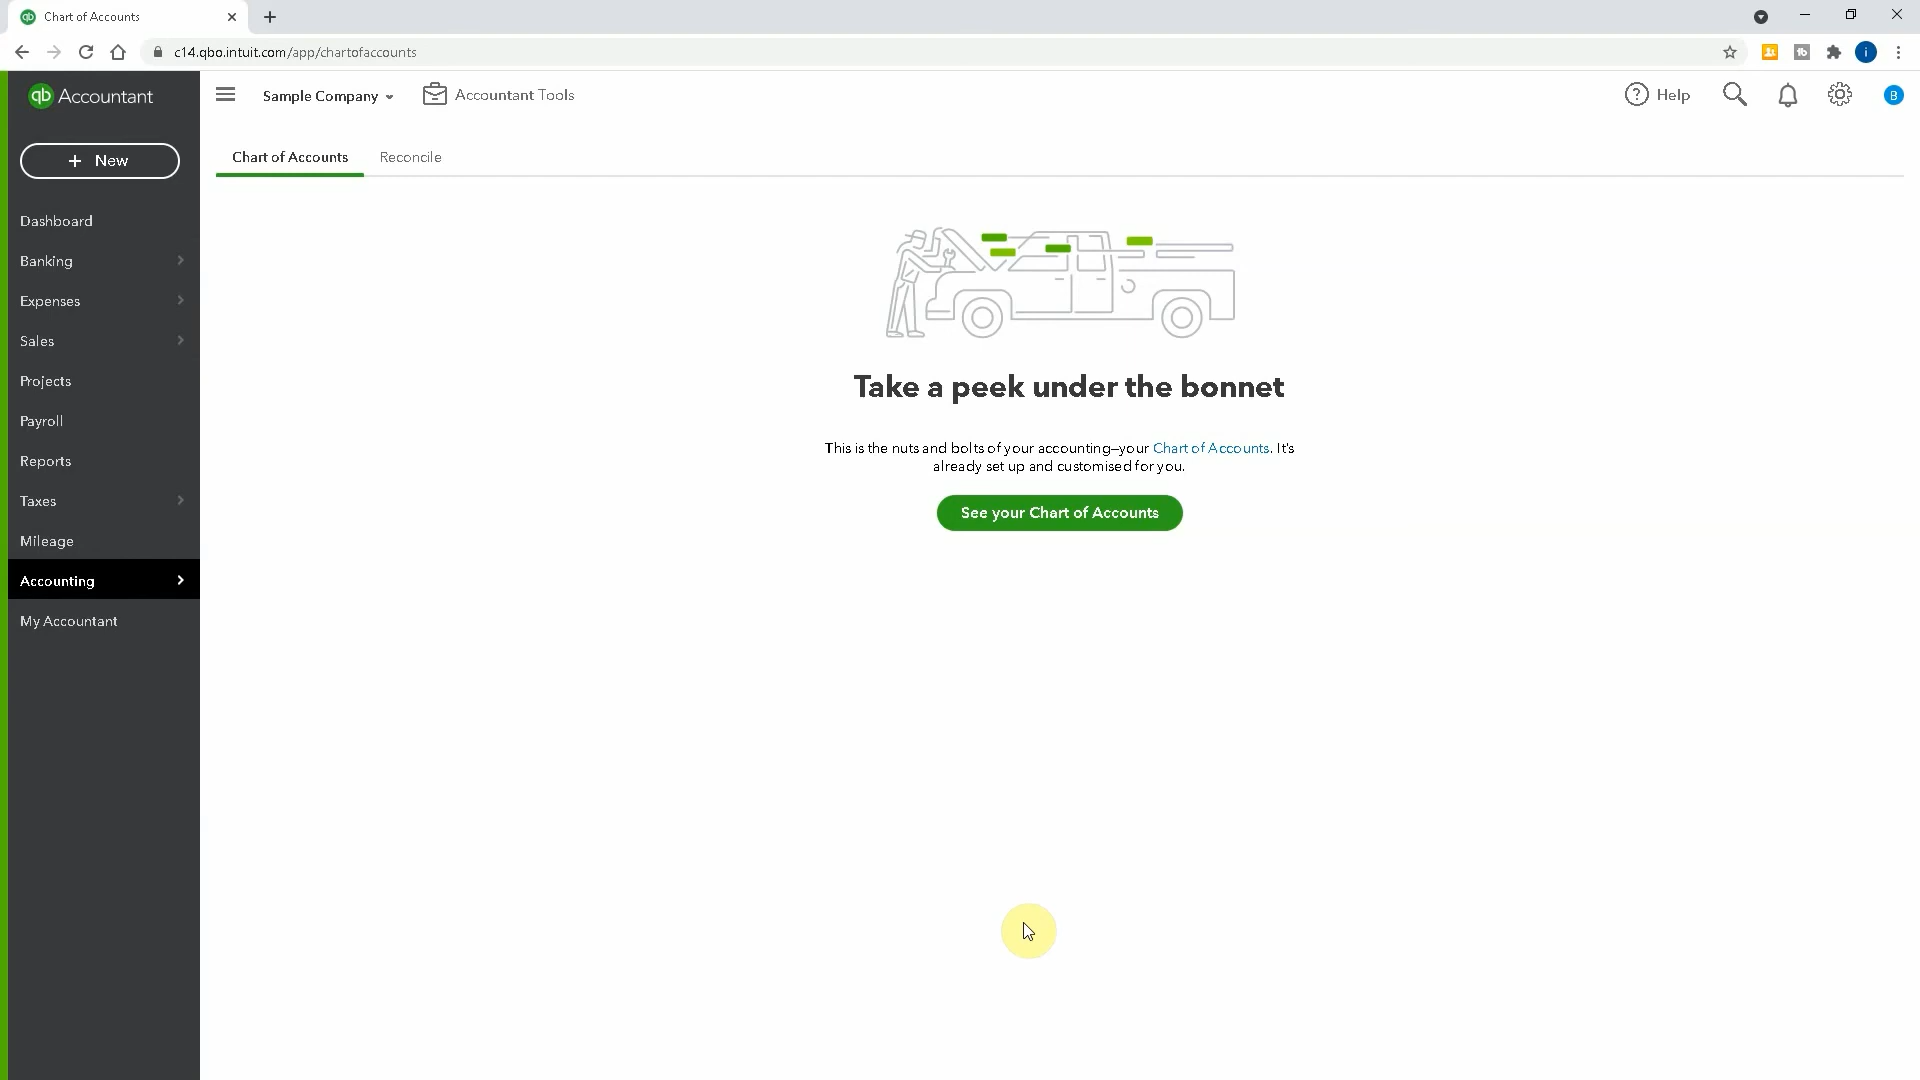 Chart of Accounts
c14.qbo.intuit.com/app/chartofaccounts
i
qb Accountant
Sample Company
Accountant Tools
? Help
B
+ New
Chart of Accounts
Reconcile
Dashboard
Banking
Expenses
Sales
Projects
Payroll
Reports
Taxes
Mileage
Accounting
My Accountant
Take a peek under the bonnet
This is the nuts and bolts of your accounting–your Chart of Accounts. It's
already set up and customised for you.
See your Chart of Accounts